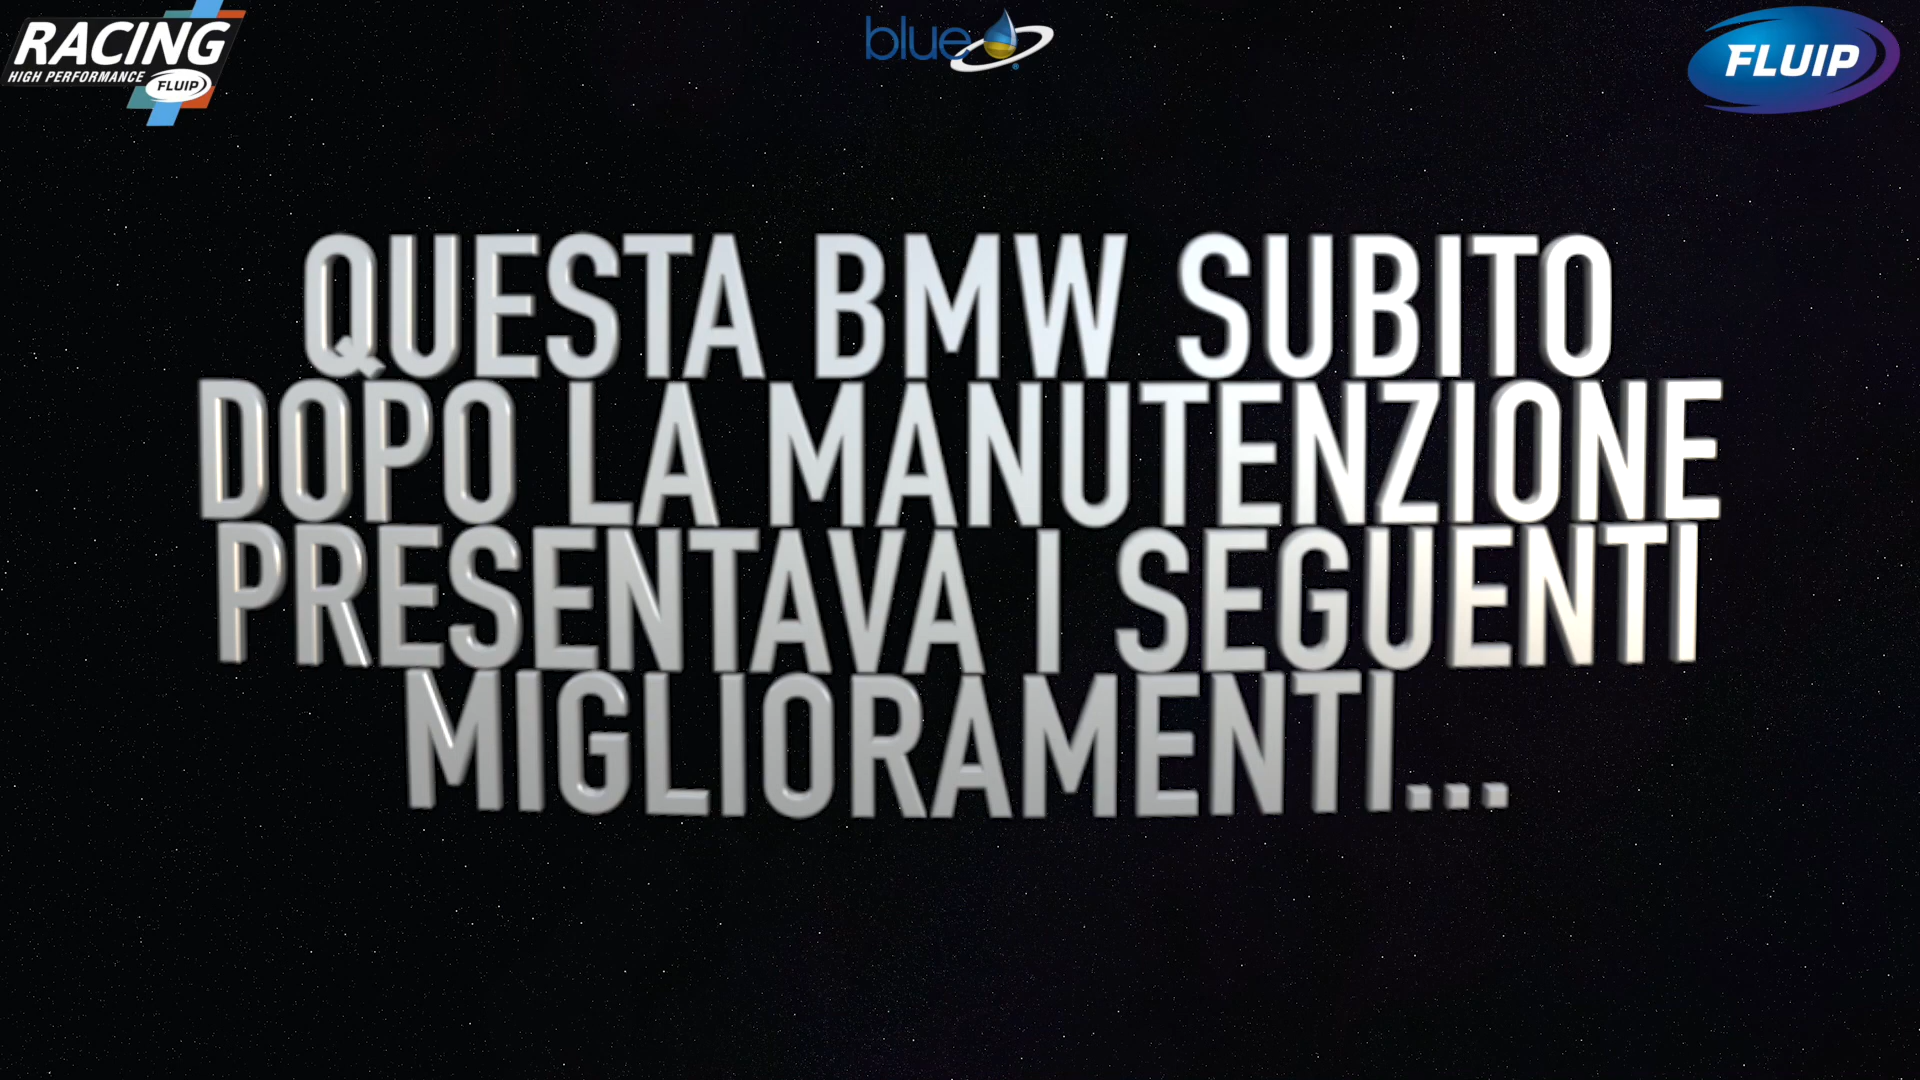 RACING
HIGH PERFORMANCE
FLUIP
blue
FLUIP
QUESTA BMW SUBITO
DOPO LA MANUTENZIONE
PRESENTAVA I SEGUENTI
MIGLIORAMENTI...